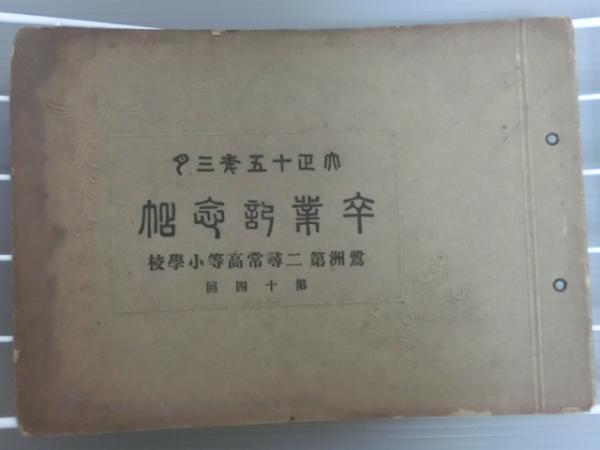 大正十五年三月
卒業記念帖
鷺洲第二尋常高等小學校
第十四回